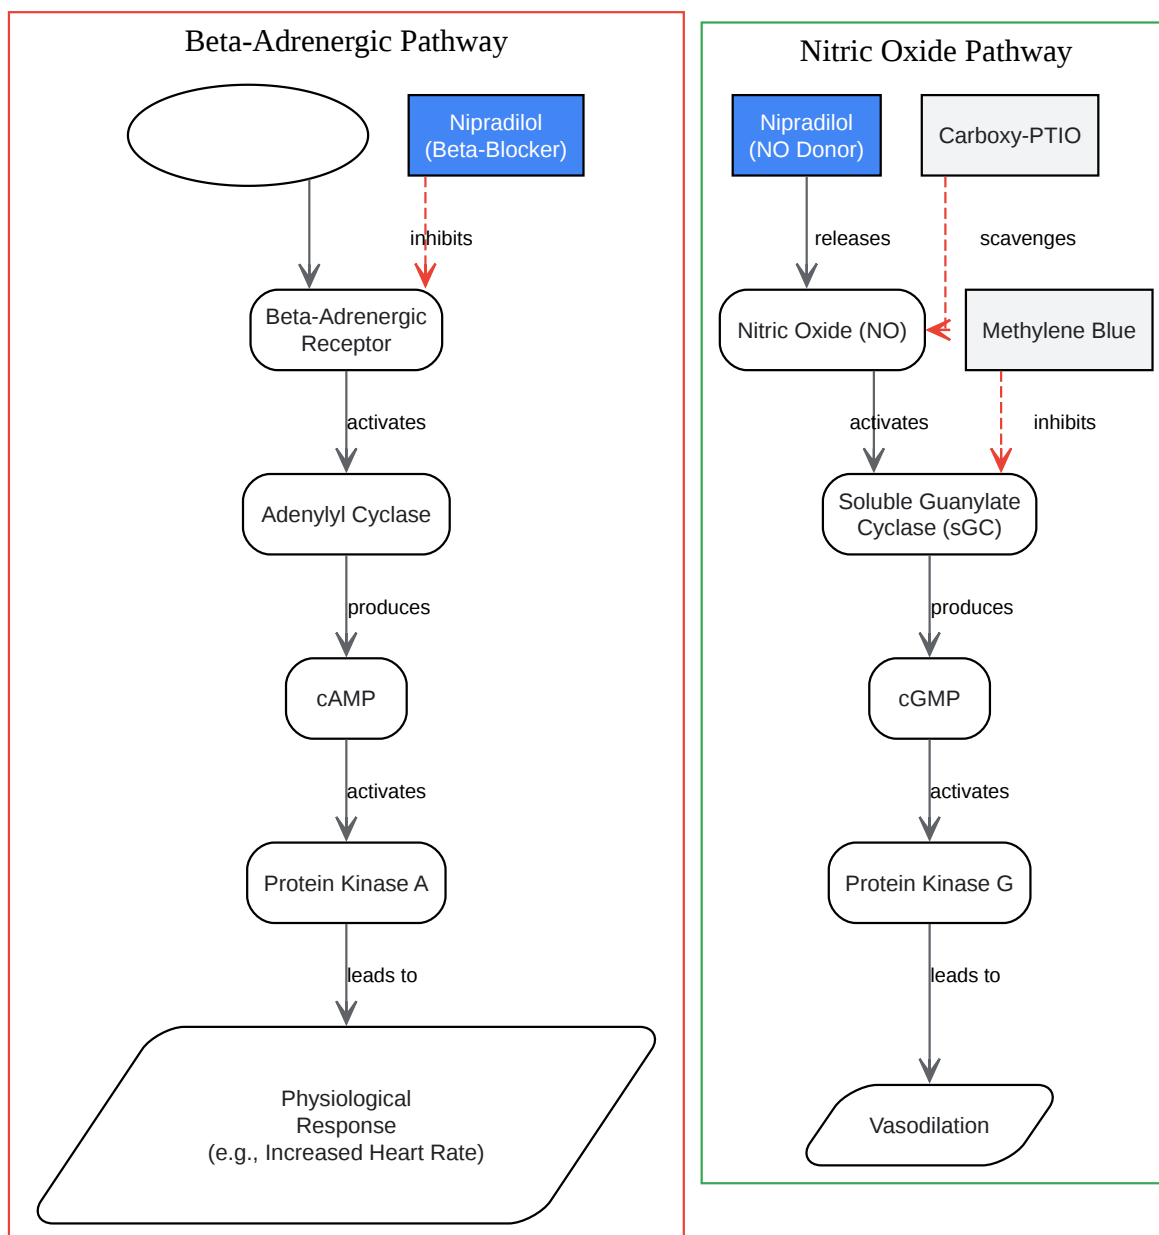 Beta-Adrenergic Pathway
Nipradilol
(Beta-Blocker)
inhibits
Beta-Adrenergic
Receptor
activates
Adenylyl Cyclase
produces
cAMP
activates
Protein Kinase A
leads to
Physiological
Response
(e.g., Increased Heart Rate)
Nitric Oxide Pathway
Nipradilol
(NO Donor)
Carboxy-PTIO
releases
scavenges
Nitric Oxide (NO)
Methylene Blue
activates
inhibits
Soluble Guanylate
Cyclase (sGC)
produces
cGMP
activates
Protein Kinase G
leads to
Vasodilation